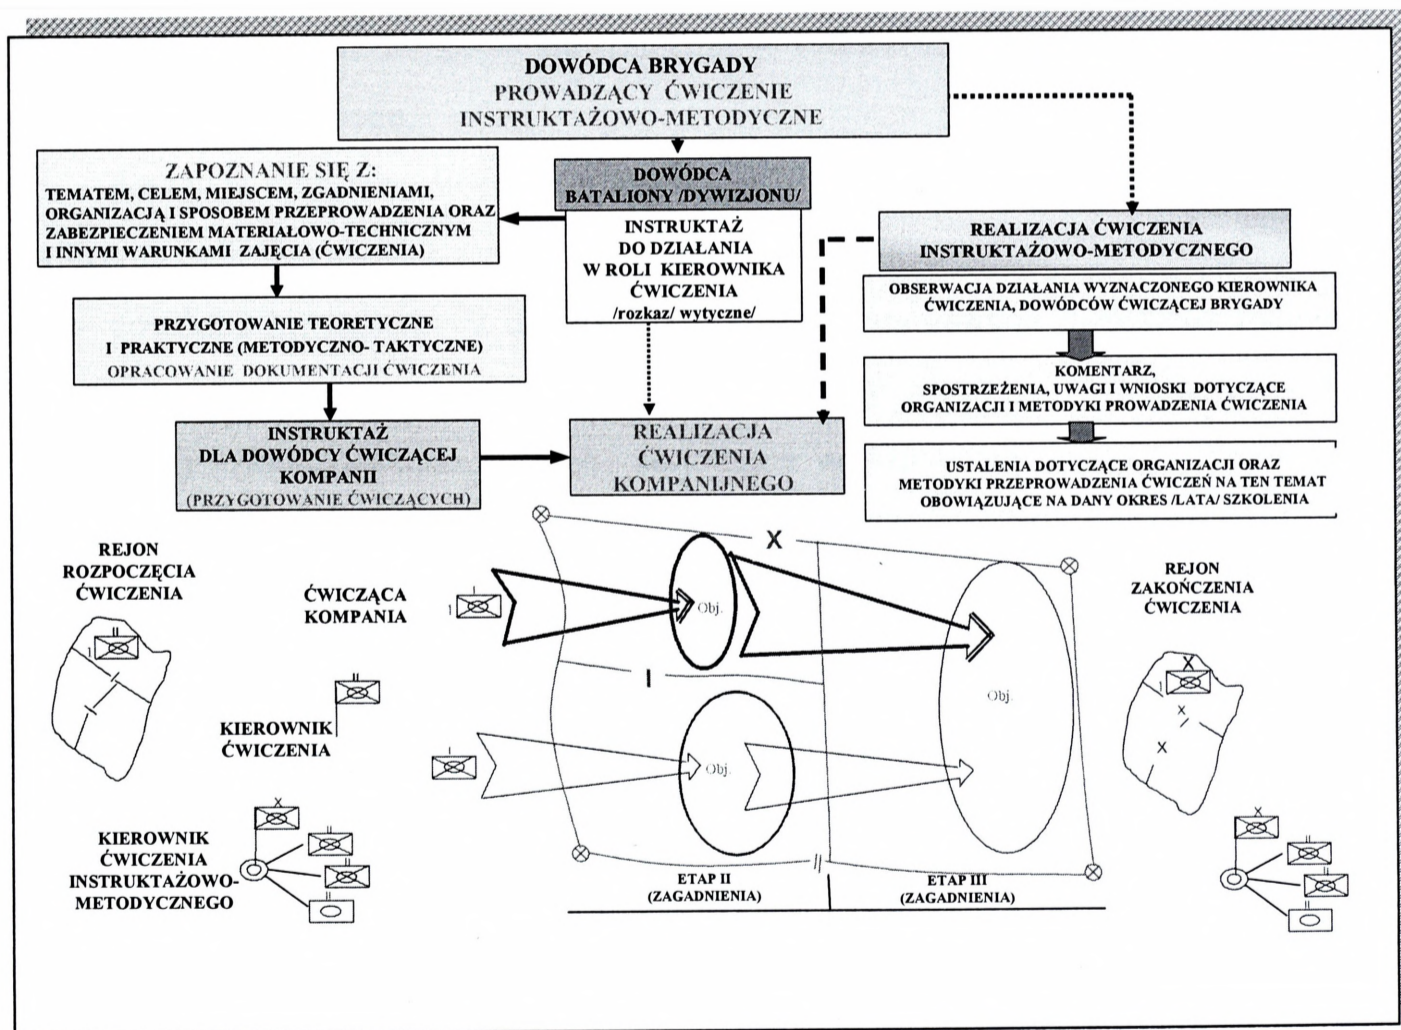 DOWÓDCA BRYGADY
PROWADZĄCY ĆWICZENIE
INSTRUKTAŻOWO-METODYCZNE
ZAPOZNANIE SIĘ Z:
TEMATEM, CELEM, MIEJSCEM, ZGADNIENIAMI,
ORGANIZACJĄ I SPOSOBEM PRZEPROWADZENIA ORAZ
ZABEZPIECZENIEM MATERIAŁOWO-TECHNICZNYM
I INNYMI WARUNKAMI ZAJĘCIA (ĆWICZENIA)
DOWÓDCA
BATALIONY /DYWIZJONU/
INSTRUKTAŻ
DO DZIAŁANIA
W ROLI KIEROWNIKA
ĆWICZENIA
/rozkaz/ wytyczne/
REALIZACJA ĆWICZENIA
INSTRUKTAŻOWO-METODYCZNEGO
OBSERWACJA DZIAŁANIA WYZNACZONEGO KIEROWNIKA
ĆWICZENIA, DOWÓDCÓW ĆWICZĄCEJ BRYGADY
PRZYGOTOWANIE TEORETYCZNE
I PRAKTYCZNE (METODYCZNO- TAKTYCZNE)
OPRACOWANIE DOKUMENTACJI ĆWICZENIA
KOMENTARZ,
SPOSTRZEŻENIA, UWAGI I WNIOSKI DOTYCZĄCE
ORGANIZACJI I METODYKI PROWADZENIA ĆWICZENIA
INSTRUKTAŻ
DLA DOWÓDCY ĆWICZĄCEJ
KOMPANII
(PRZYGOTOWANIE ĆWICZĄCYCH)
REALIZACJA
ĆWICZENIA
KOMPANIJNEGO
USTALENIA DOTYCZĄCE ORGANIZACJI ORAZ
METODYKI PRZEPROWADZENIA ĆWICZEŃ NA TEN TEMAT
OBOWIĄZUJĄCE NA DANY OKRES /LATA/ SZKOLENIA
REJON
ROZPOCZĘCIA
ĆWICZENIA
ĆWICZĄCA
KOMPANIA
1
X
Obj.
REJON
ZAKOŃCZENIA
ĆWICZENIA
1
I
Obj.
X
1
X
X
KIEROWNIK
ĆWICZENIA
Obj.
KIEROWNIK
ĆWICZENIA
INSTRUKTAŻOWO-
METODYCZNEGO
X
X
ETAP II
(ZAGADNIENIA)
ETAP III
(ZAGADNIENIA)